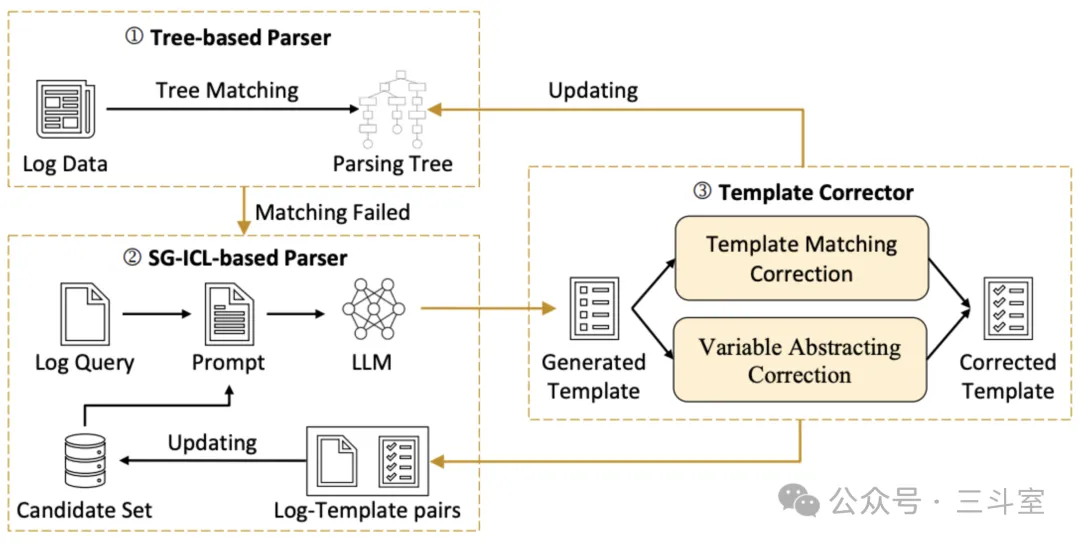 ① Tree-based Parser
Tree Matching
Log Data
Parsing Tree
Updating
Matching Failed
② SG-ICL-based Parser
Log Query
Prompt
LLM
Updating
Candidate Set
Log-Template pairs
③ Template Corrector
Template Matching
Correction
Variable Abstracting
Correction
Generated
Template
Corrected
Template
公众号 · 三斗室